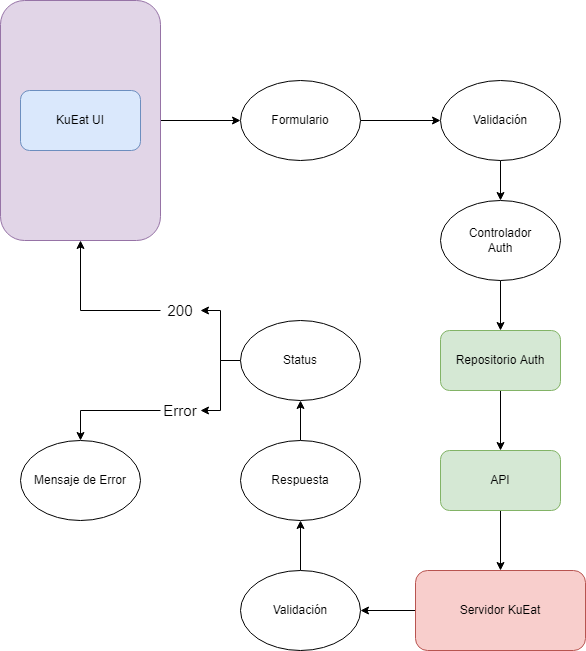 KuEat UI
Formulario
Validación
Controlador
Auth
200
Status
Repositorio Auth
Error
Mensaje de Error
Respuesta
API
Validación
Servidor KuEat